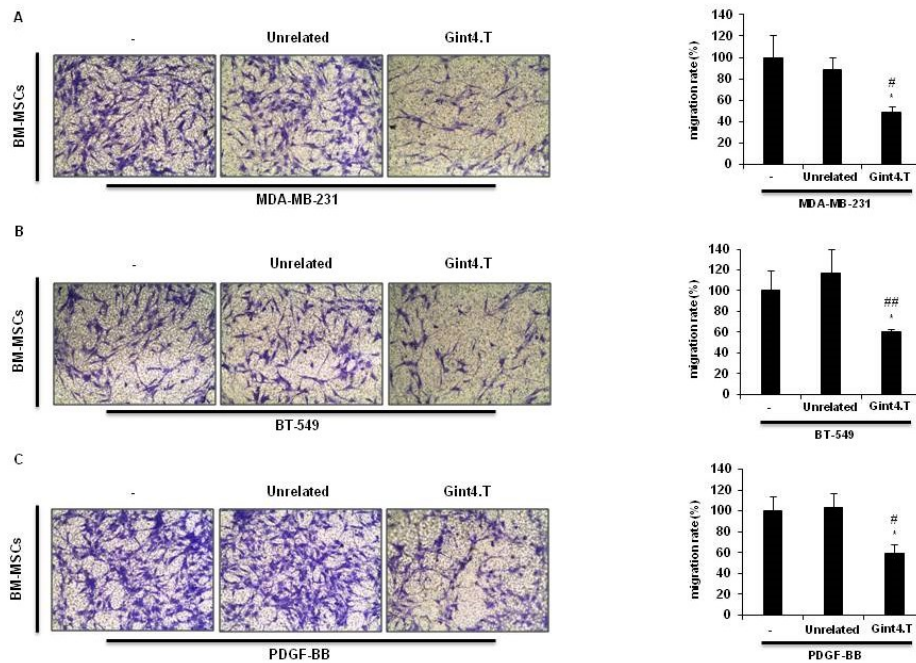 A
- Unrelated Gint4.T
BM-MSCs
MDA-MB-231
migration rate (%)
140
120
100
80
60
40
20
0
#
*
- Unrelated Gint4.T
MDA-MB-231
B
- Unrelated Gint4.T
BM-MSCs
BT-549
migration rate (%)
140
120
100
80
60
40
20
0
##
*
- Unrelated Gint4.T
BT-549
C
- Unrelated Gint4.T
BM-MSCs
PDGF-BB
migration rate (%)
140
120
100
80
60
40
20
0
#
*
- Unrelated Gint4.T
PDGF-BB